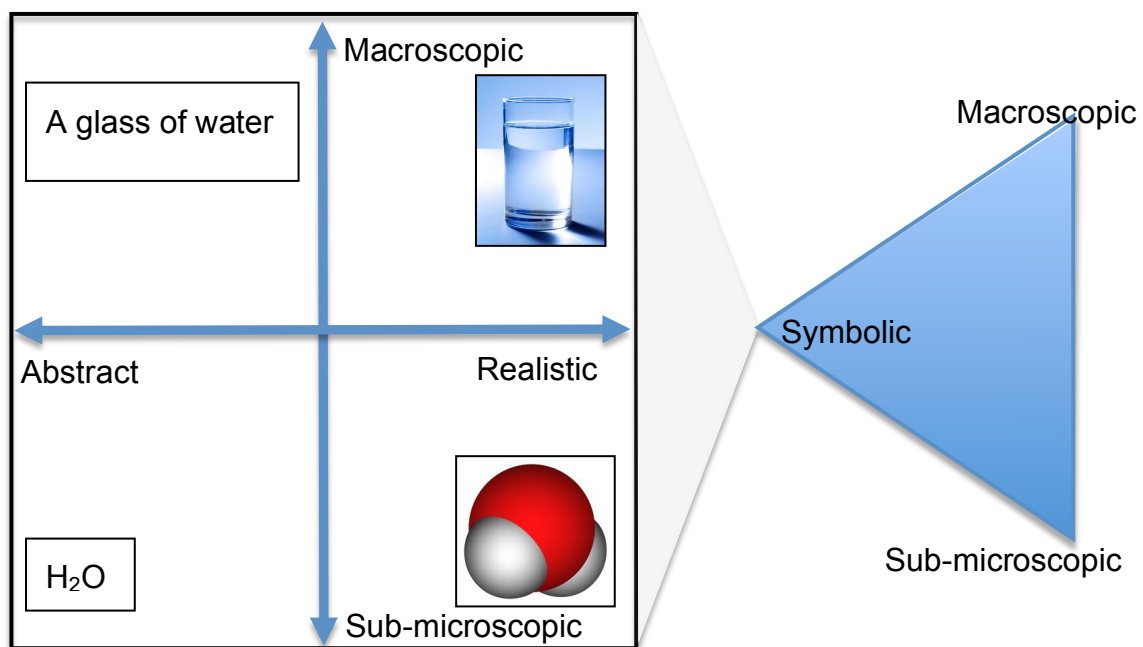 Macroscopic
A glass of water
Macroscopic
Symbolic
Abstract
Realistic
Sub-microscopic
H₂O
Sub-microscopic